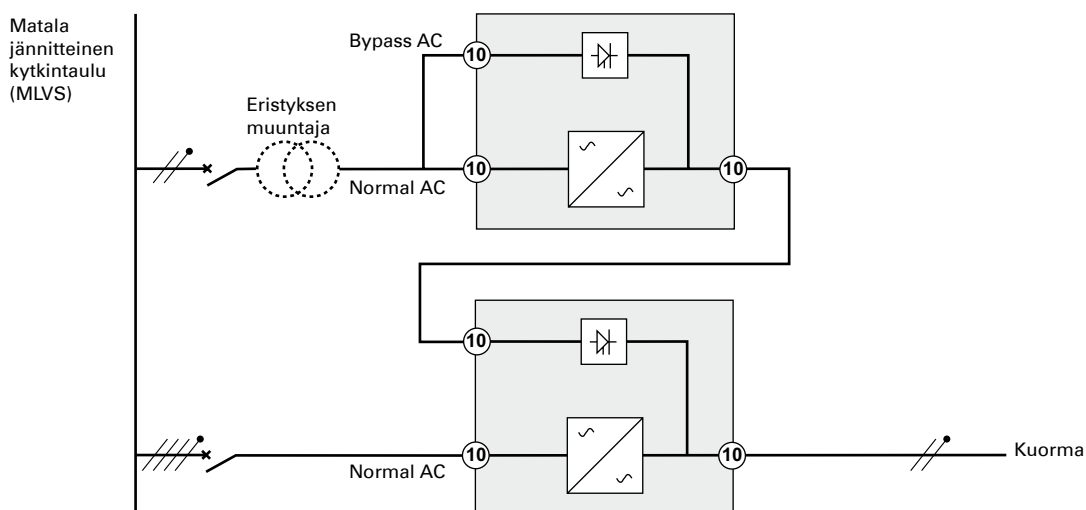 Matala
jännitteinen
kytkintaulu
(MLVS)
Bypass AC
10
Eristyksen
muuntaja
Normal AC
10
10
10
Normal AC
10
10
Kuorma